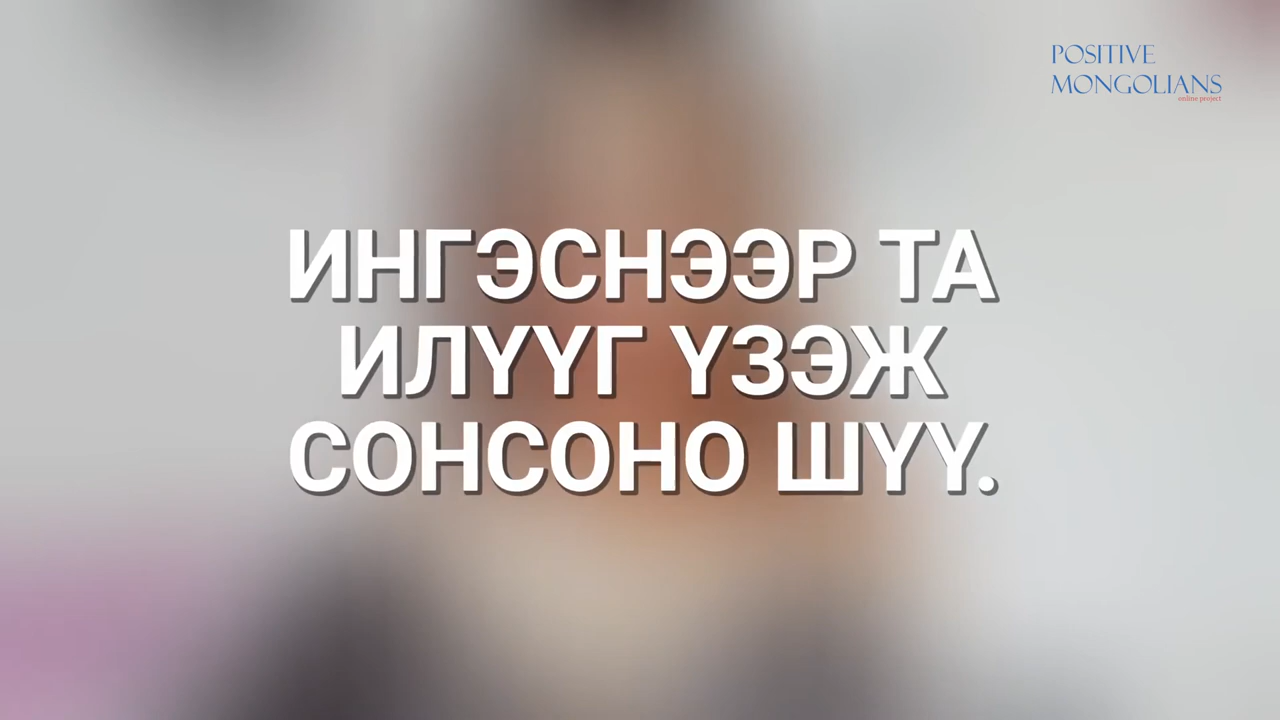 POSITIVE
MONGOLIANS
online project
ИНГЭСНЭЭР ТА
ИЛҮҮГ ҮЗЭЖ
СОНСОНО ШҮҮ.